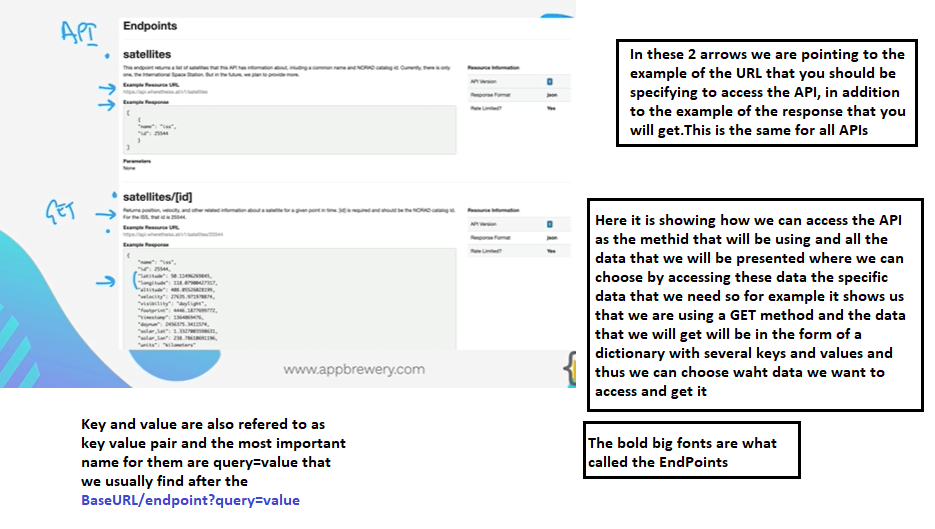 API
Endpoints
satellites
This endpoint returns a list of satellites that this API has information about, inluding a common name and NORAD catalog id. Currently, there is only
one, the International Space Station. But in the future, we plan to provide more.
Example Resource URL
https://api.wheretheiss.at/v1/satellites
Example Response
[
{
"name": "iss",
"id": 25544
}
]
Parameters
None
Resource Information
API Version
Response Format Json
Rate Limited? Yes
GET
satellites/[id]
Returns position, velocity, and other related information about a satellite for a given point in time. [id] is required and should be the NORAD catalog id.
For the ISS, that id is 25544.
Example Resource URL
https://api.wheretheiss.at/v1/satellites/25544
Example Response
{
"name": "iss",
"id": 25544,
"latitude": 50.11496269845,
"longitude": 118.07900427317,
"altitude": 408.05526028199,
"velocity": 27635.971970874,
"visibility": "daylight",
"footprint": 4446.1877699772,
"timestamp": 1364069476,
"daynum": 2456375.3411574,
"solar_lat": 1.3327003598631,
"solar_lon": 238.78610691196,
"units": "kilometers"
Resource Information
API Version
Response Format Json
Rate Limited? Yes
www.appbrewery.com
{
In these 2 arrows we are pointing to the
example of the URL that you should be
specifying to access the API, in addition
to the example of the response that you
will get.This is the same for all APIs
Here it is showing how we can access the API
as the methid that will be using and all the
data that we will be presented where we can
choose by accessing these data the specific
data that we need so for example it shows us
that we are using a GET method and the data
that we will get will be in the form of a
dictionary with several keys and values and
thus we can choose waht data we want to
access and get it
Key and value are also refered to as
key value pair and the most important
name for them are query=value that
we usually find after the
BaseURL/endpoint?query=value
The bold big fonts are what
called the EndPoints